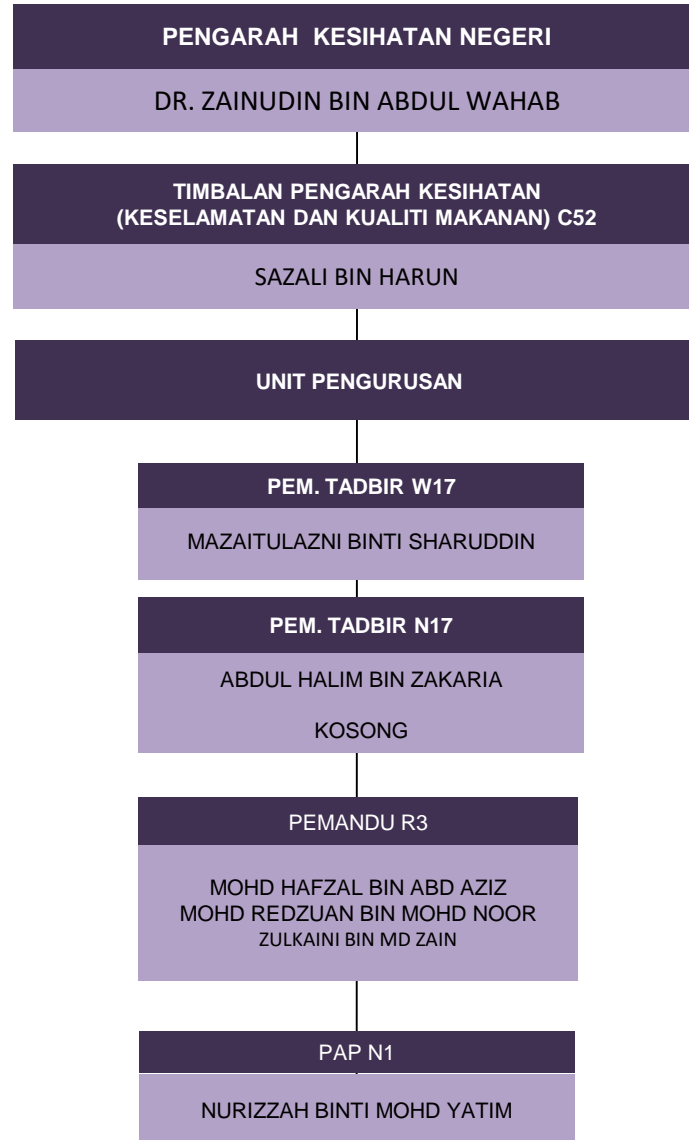 PENGARAH  KESIHATAN NEGERI
DR. ZAINUDIN BIN ABDUL WAHAB
TIMBALAN PENGARAH KESIHATAN
(KESELAMATAN DAN KUALITI MAKANAN) C52
SAZALI BIN HARUN
UNIT PENGURUSAN
PEM. TADBIR W17
MAZAITULAZNI BINTI SHARUDDIN
PEM. TADBIR N17
ABDUL HALIM BIN ZAKARIA
KOSONG
PEMANDU R3
MOHD HAFZAL BIN ABD AZIZ
MOHD REDZUAN BIN MOHD NOOR
ZULKAINI BIN MD ZAIN
PAP N1
NURIZZAH BINTI MOHD YATIM